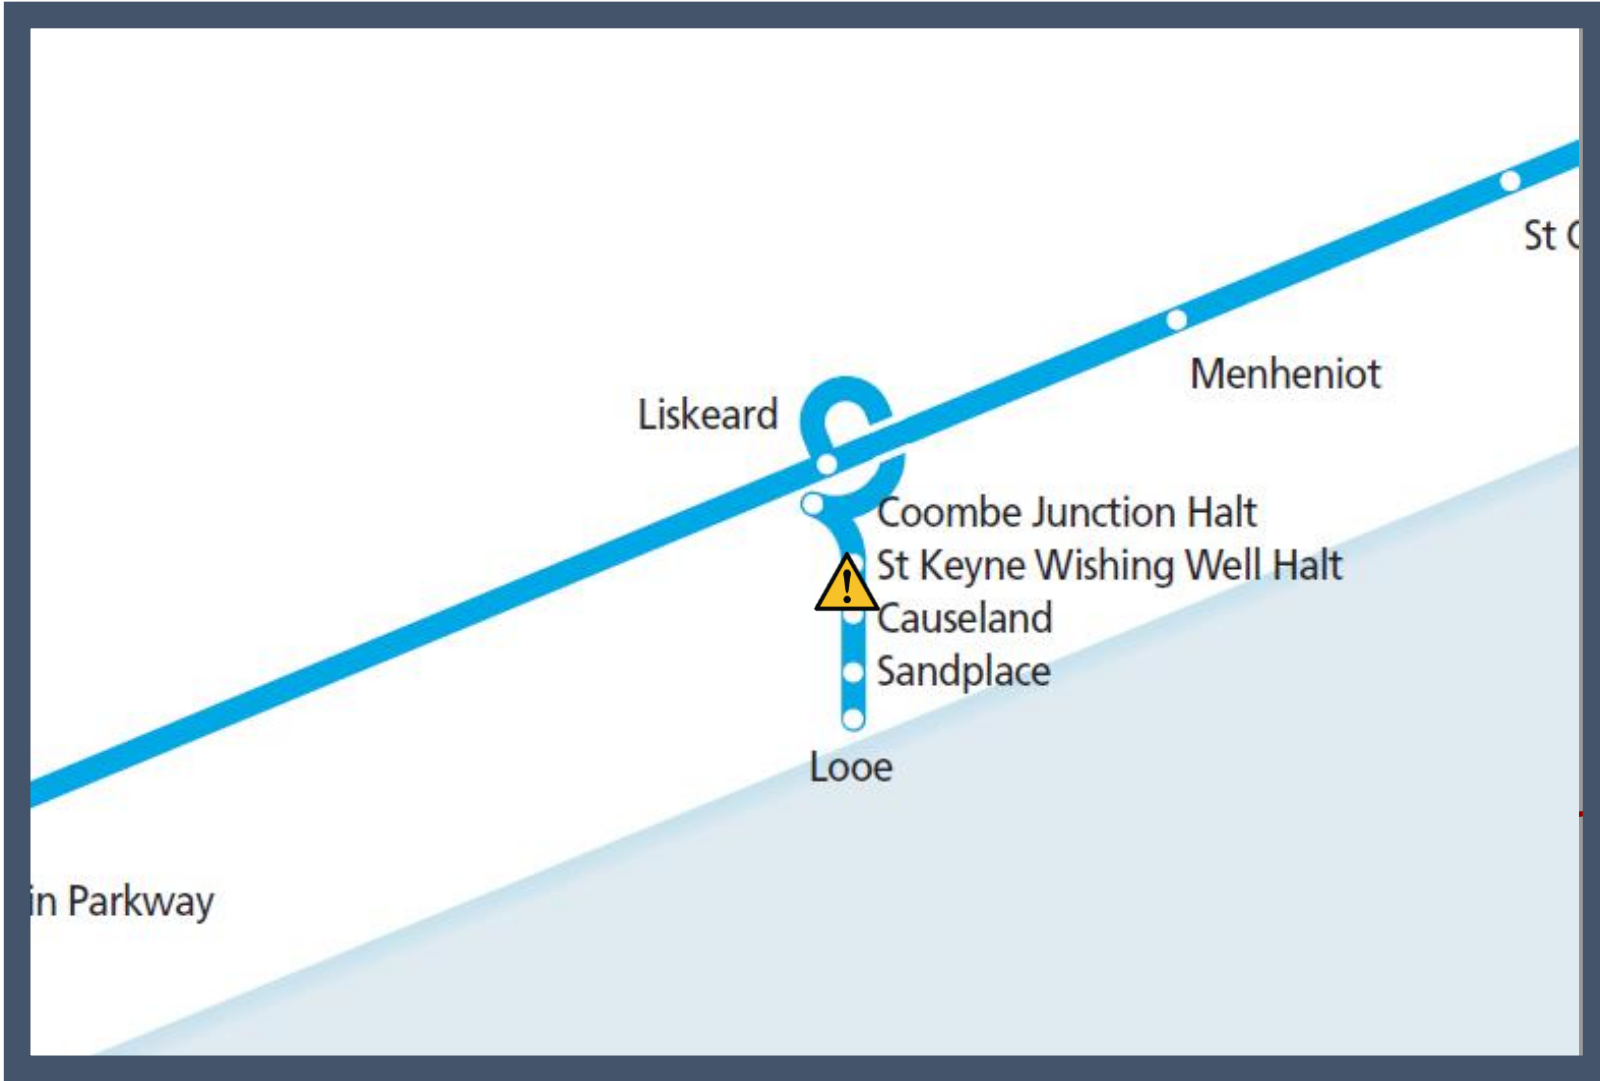 St
Menheniot
Liskeard
Coombe Junction Halt
St Keyne Wishing Well Halt
Causeland
Sandplace
Looe
in Parkway